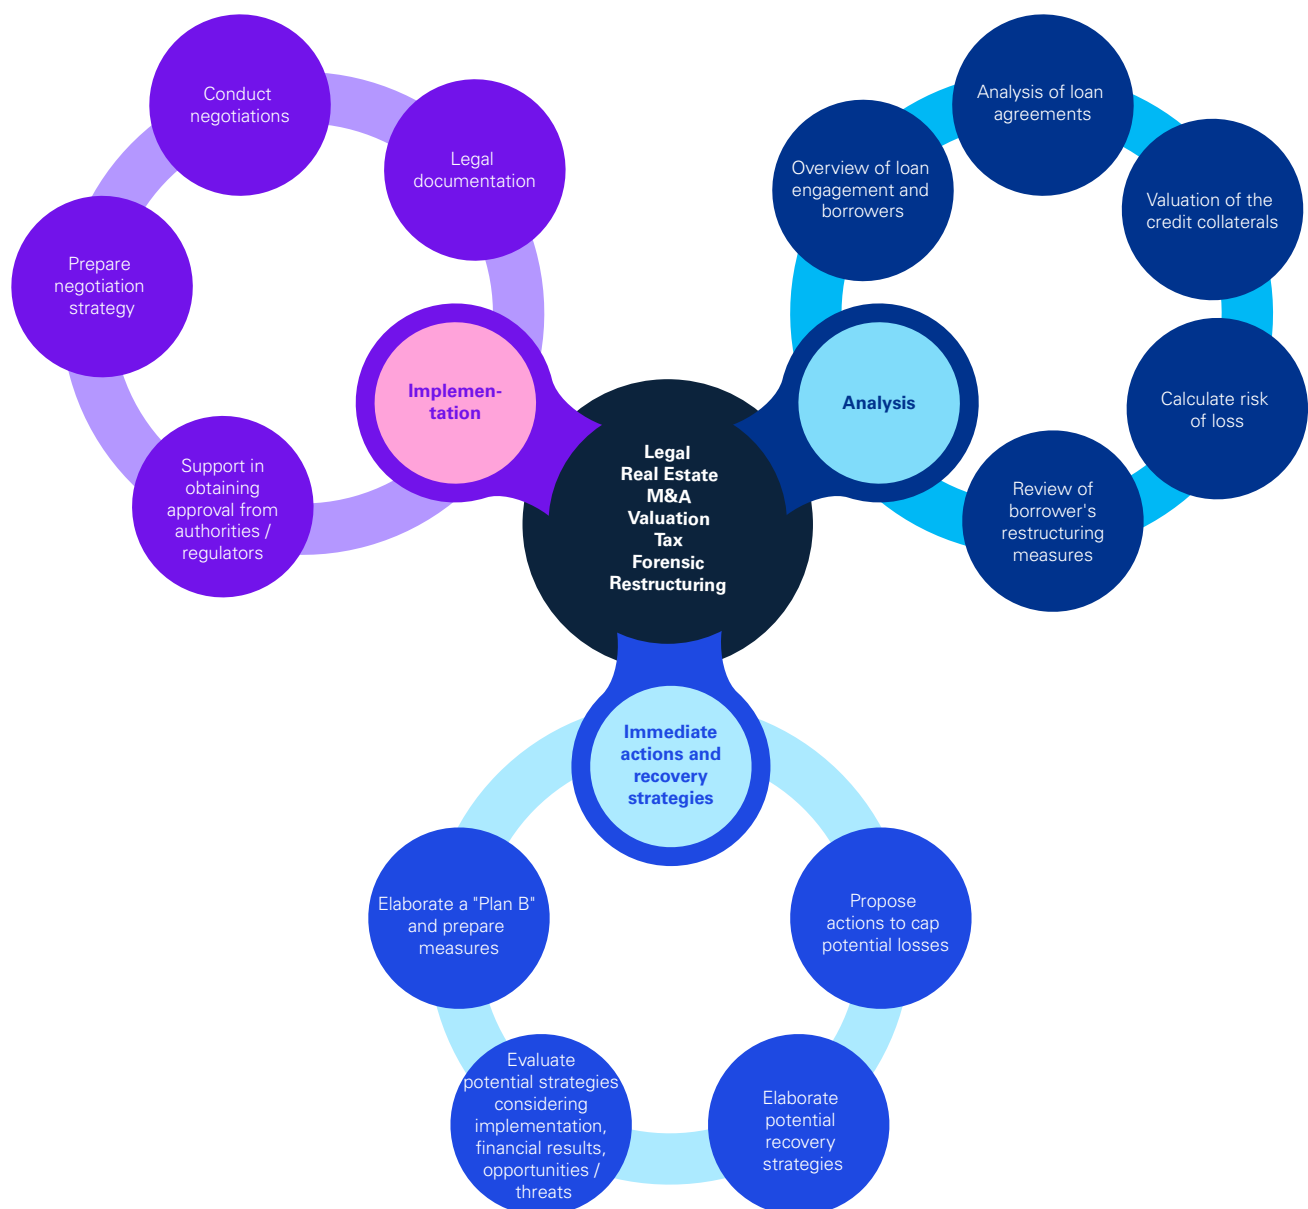 Conduct
negotiations
Legal
documentation
Prepare
negotiation
strategy
Implemen-
tation
Support in
obtaining
approval from
authorities /
regulators
Analysis of loan
agreements
Overview of loan
engagement and
borrowers
Valuation of the
credit collaterals
Analysis
Calculate risk
of loss
Review of
borrower's
restructuring
measures
Legal
Real Estate
M&A
Valuation
Tax
Forensic
Restructuring
Immediate
actions and
recovery
strategies
Elaborate a "Plan B"
and prepare
measures
Propose
actions to cap
potential losses
Evaluate
potential strategies
considering
implementation,
financial results,
opportunities /
threats
Elaborate
potential
recovery
strategies